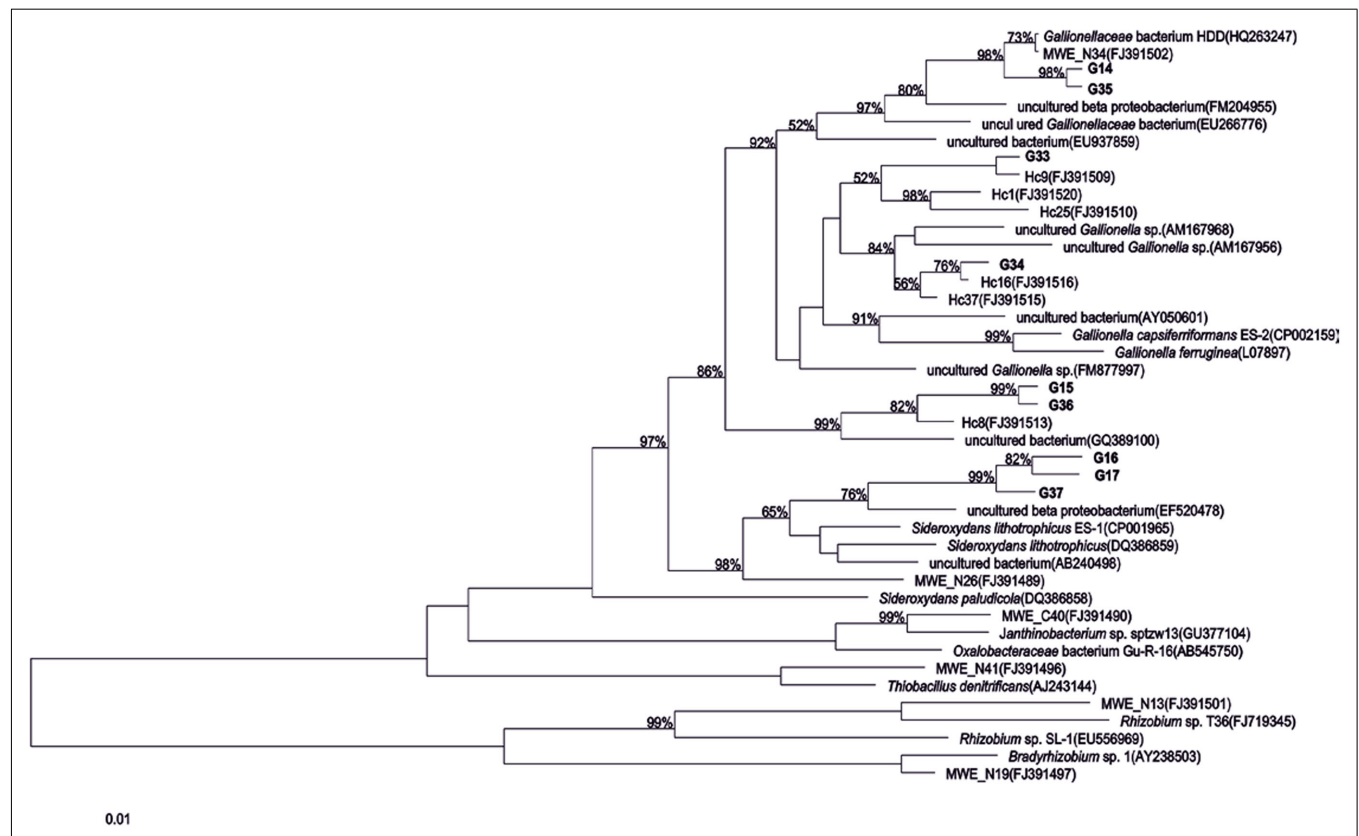 73% Gallionellaceae bacterium HDD(HQ263247)
MWE_N34(FJ391502)
98%
98% G14
G35
80%
97%
uncultured beta proteobacterium(FM204955)
52%
uncul ured Gallionellaceae bacterium(EU266776)
92%
uncultured bacterium(EU937859)
G33
52%
Hc9(FJ391509)
98% Hc1(FJ391520)
Hc25(FJ391510)
uncultured Gallionella sp.(AM167968)
84%
uncultured Gallionella sp.(AM167956)
76% G34
56% Hc16(FJ391516)
Hc37(FJ391515)
91% uncultured bacterium(AY050601)
99% Gallionella capsiferriformans ES-2(CP002159)
Gallionella ferruginea(L07897)
86%
uncultured Gallionella sp.(FM877997)
99% G15
82% G36
99% Hc8(FJ391513)
97%
uncultured bacterium(GQ389100)
82% G16
99% G17
76% G37
65% uncultured beta proteobacterium(EF520478)
Sideroxydans lithotrophicus ES-1(CP001965)
Sideroxydans lithotrophicus(DQ386859)
98% uncultured bacterium(AB240498)
MWE_N26(FJ391489)
Sideroxydans paludicola(DQ386858)
99% MWE_C40(FJ391490)
Janthinobacterium sp. sptzw13(GU377104)
Oxalobacteraceae bacterium Gu-R-16(AB545750)
MWE_N41(FJ391496)
Thiobacillus denitrificans(AJ243144)
MWE_N13(FJ391501)
99% Rhizobium sp. T36(FJ719345)
Rhizobium sp. SL-1(EU556969)
Bradyrhizobium sp. 1(AY238503)
MWE_N19(FJ391497)
0.01